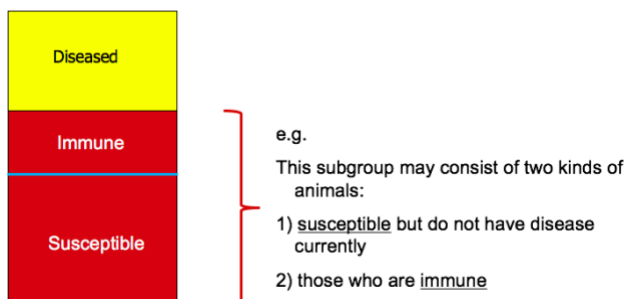 Diseased
Immune
Susceptible
e.g.
This subgroup may consist of two kinds of
animals:
1) susceptible but do not have disease
currently
2) those who are immune